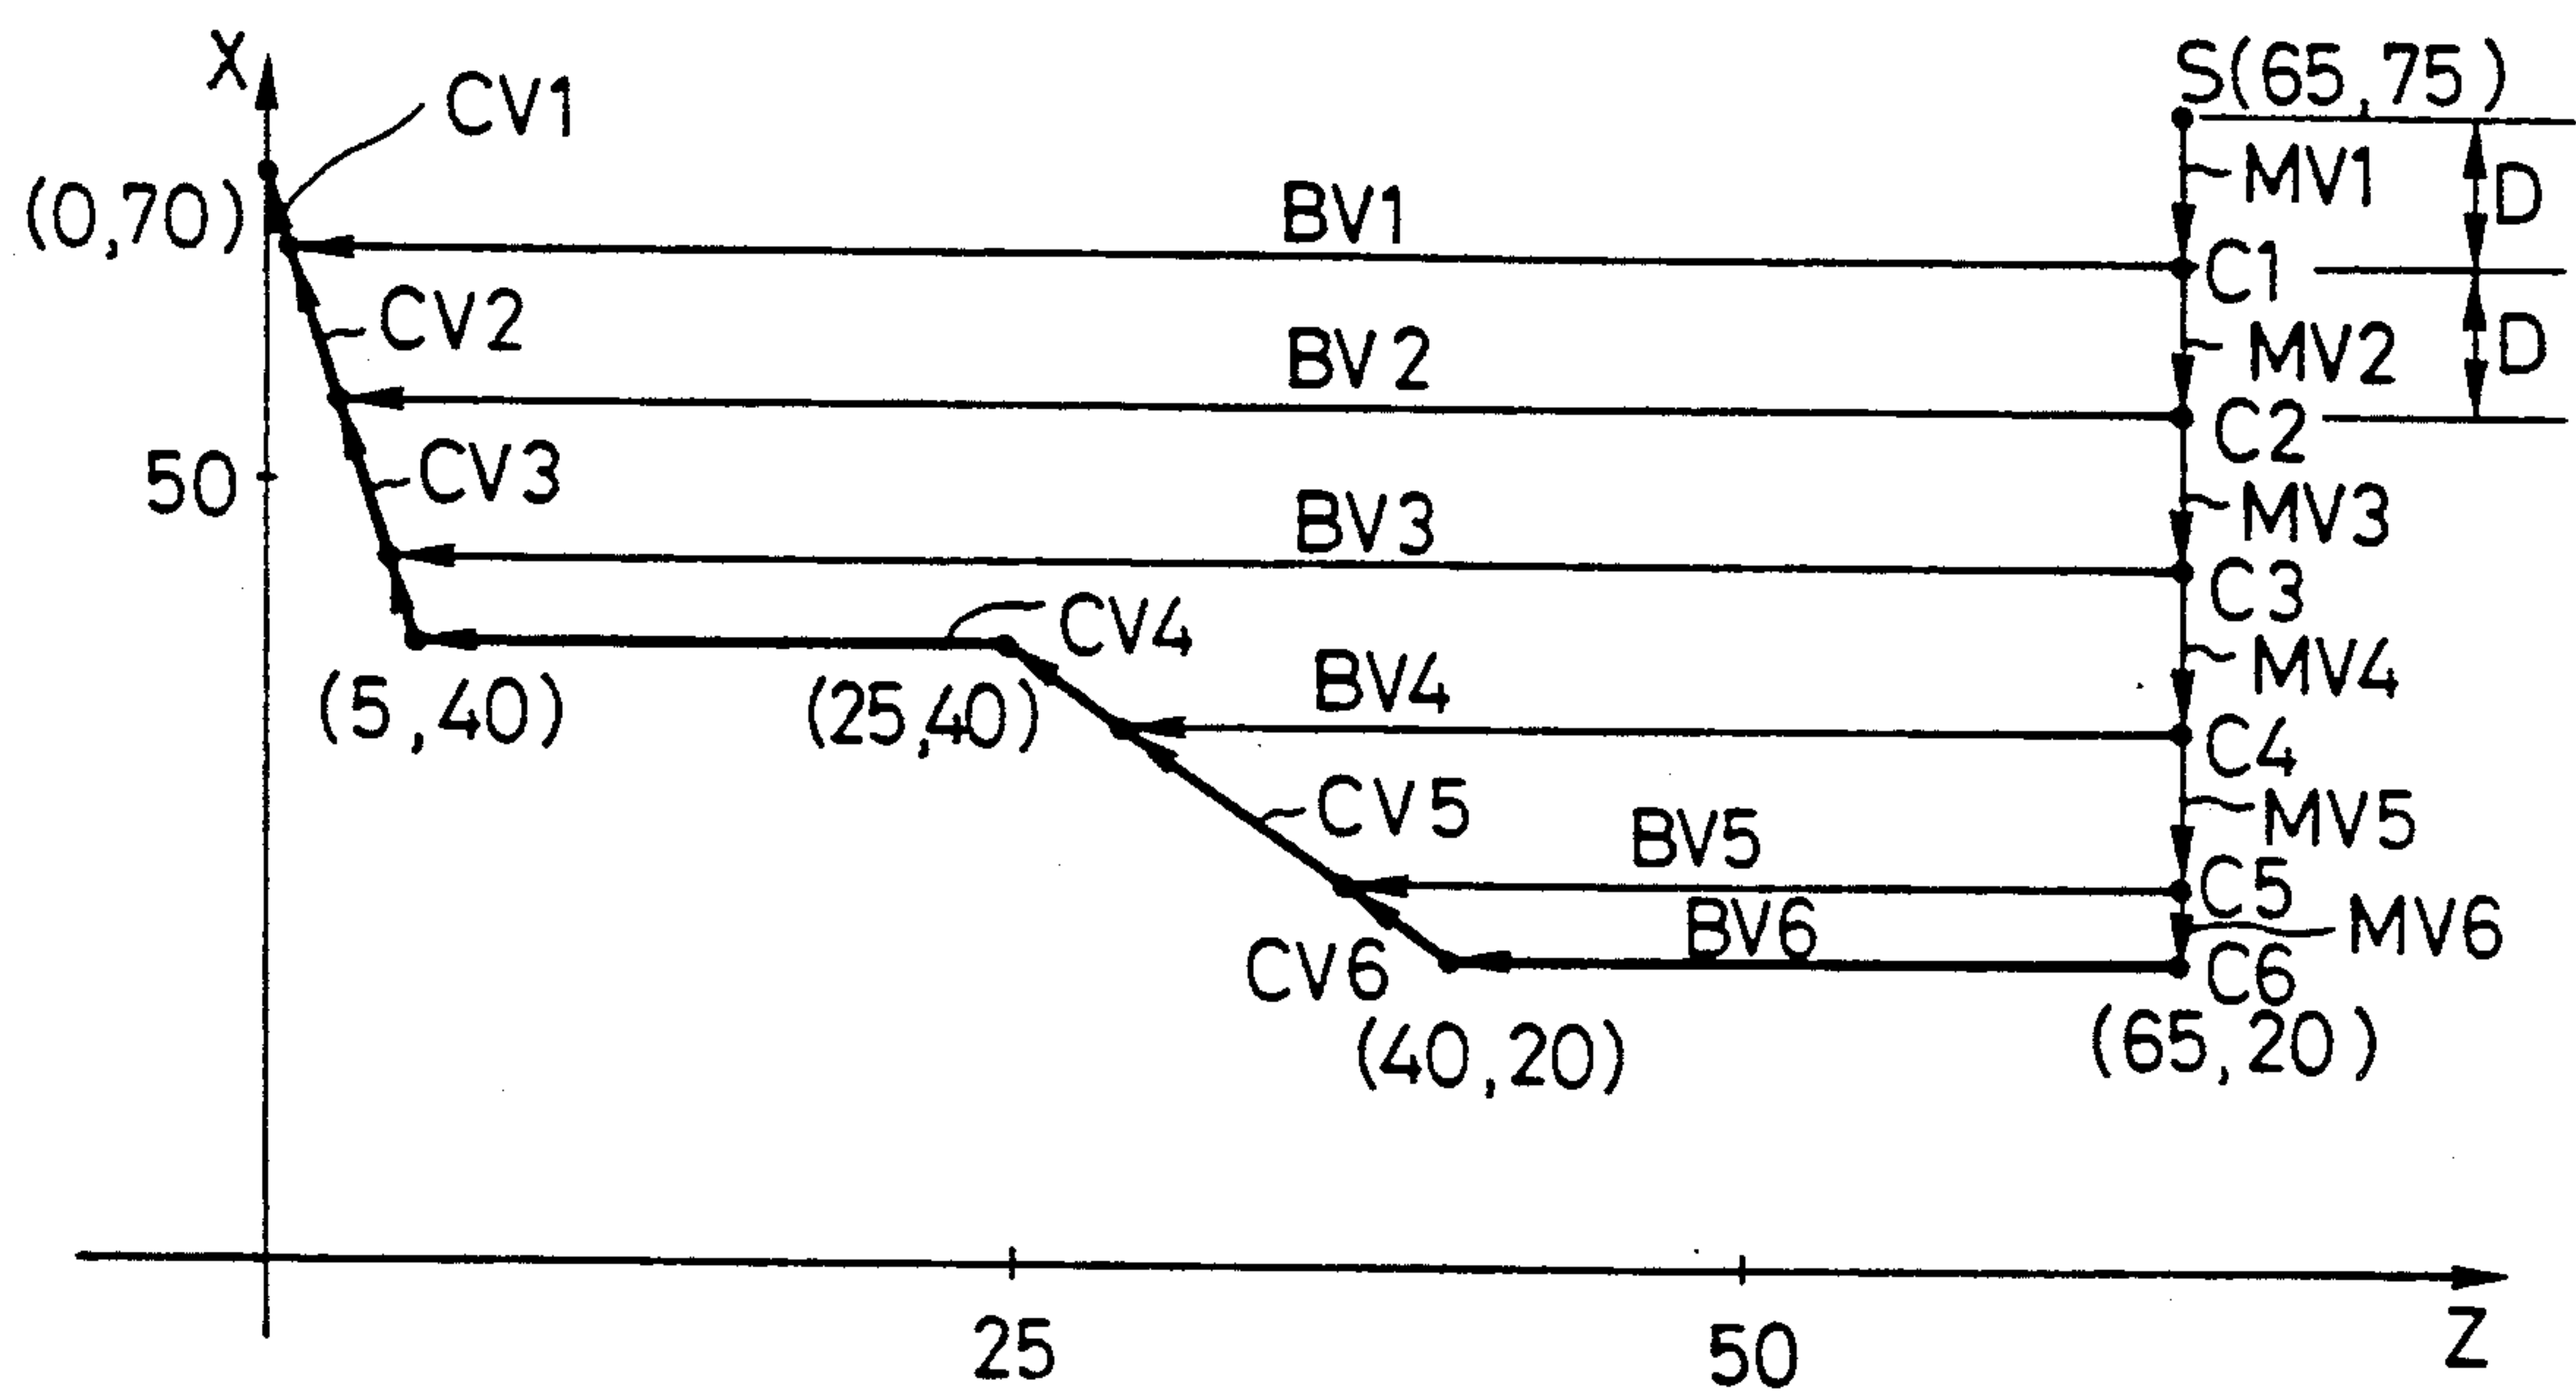 X
CV1
S(65,75)
(0,70)
BV1
MV1
D
C1
CV2
BV2
MV2
D
C2
50
CV3
BV3
MV3
C3
CV4
(5,40)
(25,40)
BV4
MV4
C4
CV5
BV5
MV5
C5
CV6
BV6
MV6
C6
(40,20)
(65,20)
25
50
Z